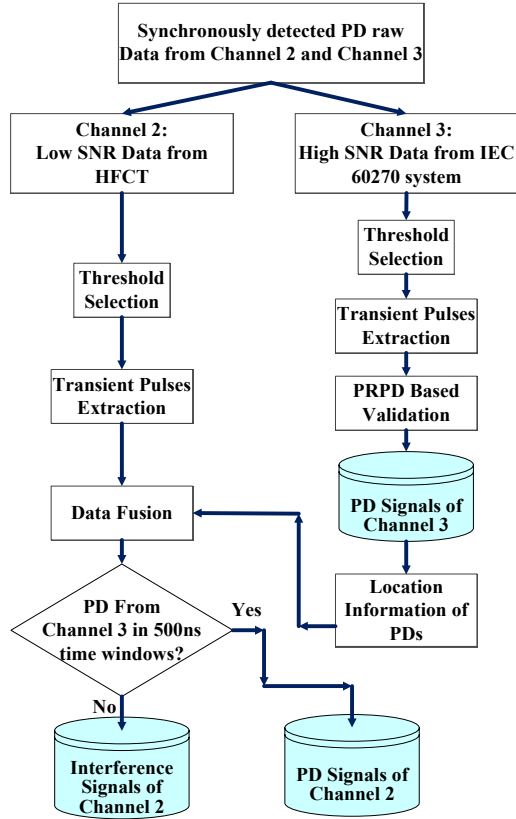 Synchronously detected PD raw
Data from Channel 2 and Channel 3
Channel 2:
Low SNR Data from
HFCT
Channel 3:
High SNR Data from IEC
60270 system
Threshold
Selection
Threshold
Selection
Transient Pulses
Extraction
Transient Pulses
Extraction
PRPD Based
Validation
PD Signals of
Channel 3
Data Fusion
Location
Information of
PDs
PD From
Channel 3 in 500ns
time windows?
Yes
No
Interference
Signals of
Channel 2
PD Signals of
Channel 2